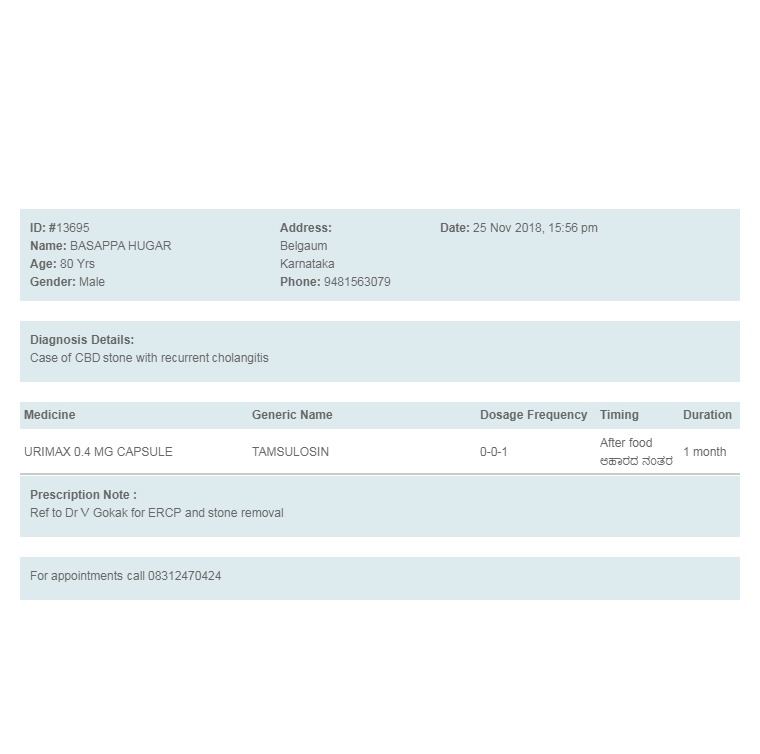 ID: #13695 Address: Date: 25 Nov 2018, 15:56 pm
Name: BASAPPA HUGAR Belgaum
Age: 80 Yrs Karnataka
Gender: Male Phone: 9481563079
Diagnosis Details:
Case of CBD stone with recurrent cholangitis
Medicine Generic Name Dosage Frequency Timing Duration
URIMAX 0.4 MG CAPSULE TAMSULOSIN 0-0-1 After food 1 month
ಆಹಾರದ ನಂತರ
Prescription Note :
Ref to Dr V Gokak for ERCP and stone removal
For appointments call 08312470424